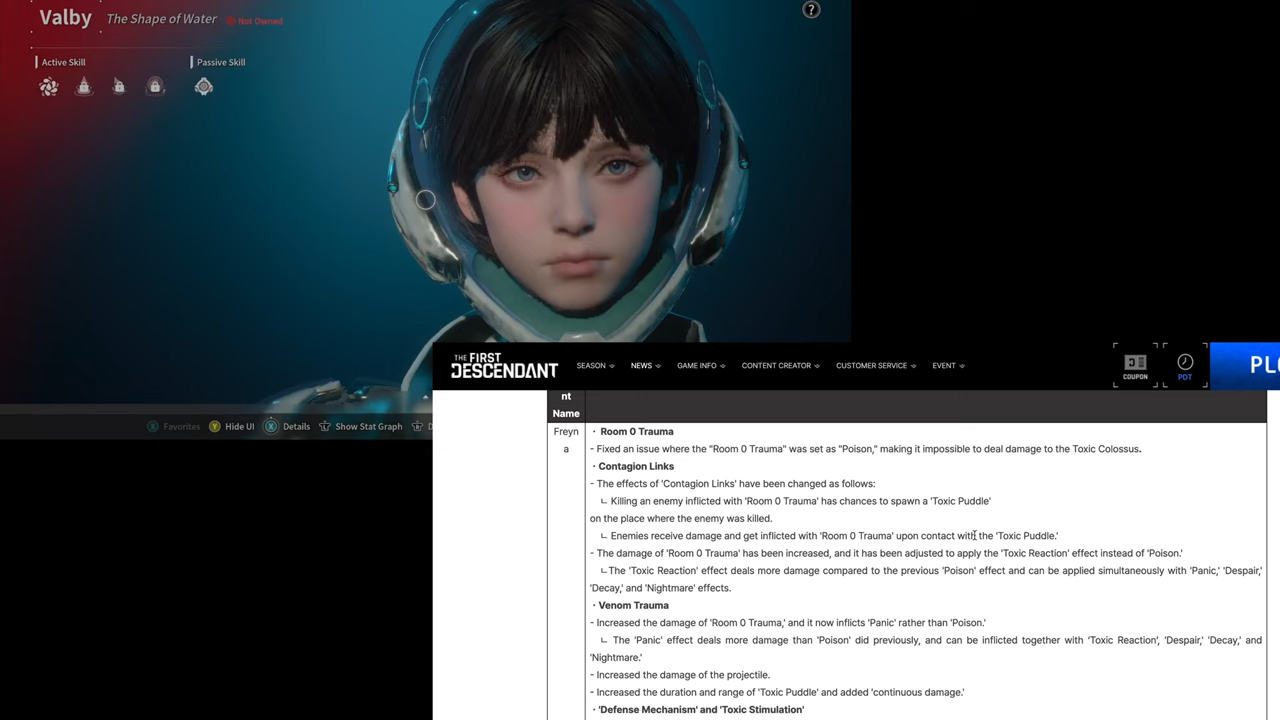 Valby The Shape of Water Not Owned
?
Active Skill Passive Skill
X Favorites Y Hide UI X Details L Show Stat Graph
THE FIRST DESCENDANT
SEASON NEWS GAME INFO CONTENT CREATOR CUSTOMER SERVICE EVENT
COUPON PDT
nt
Name
Freyn
a
· Room 0 Trauma
- Fixed an issue where the "Room 0 Trauma" was set as "Poison," making it impossible to deal damage to the Toxic Colossus.
· Contagion Links
- The effects of 'Contagion Links' have been changed as follows:
ㄴ Killing an enemy inflicted with 'Room 0 Trauma' has chances to spawn a 'Toxic Puddle'
on the place where the enemy was killed.
ㄴ Enemies receive damage and get inflicted with 'Room 0 Trauma' upon contact with the 'Toxic Puddle.'
- The damage of 'Room 0 Trauma' has been increased, and it has been adjusted to apply the 'Toxic Reaction' effect instead of 'Poison.'
ㄴThe 'Toxic Reaction' effect deals more damage compared to the previous 'Poison' effect and can be applied simultaneously with 'Panic,' 'Despair,'
'Decay,' and 'Nightmare' effects.
· Venom Trauma
- Increased the damage of 'Room 0 Trauma,' and it now inflicts 'Panic' rather than 'Poison.'
ㄴ The 'Panic' effect deals more damage than 'Poison' did previously, and can be inflicted together with 'Toxic Reaction', 'Despair,' 'Decay,' and
'Nightmare.'
- Increased the damage of the projectile.
- Increased the duration and range of 'Toxic Puddle' and added 'continuous damage.'
· 'Defense Mechanism' and 'Toxic Stimulation'